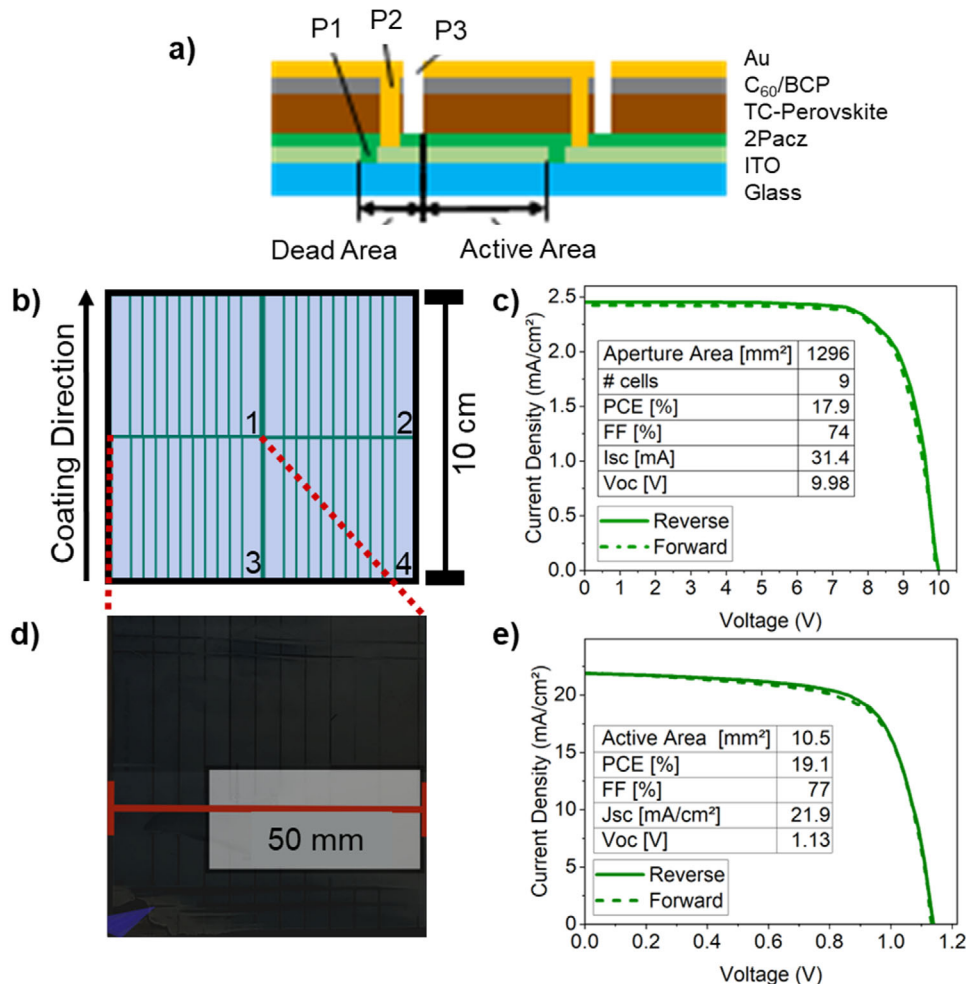 a)
P1
P2
P3
Au
C₆₀/BCP
TC-Perovskite
2Pacz
ITO
Glass
Dead Area
Active Area
b)
Coating Direction
1
2
3
4
10 cm
c)
Current Density (mA/cm²)
2.5
2.0
1.5
1.0
0.5
0.0
Aperture Area [mm²] 1296
# cells 9
PCE [%] 17.9
FF [%] 74
Isc [mA] 31.4
Voc [V] 9.98
Reverse
Forward
0 1 2 3 4 5 6 7 8 9 10
Voltage (V)
d)
50 mm
e)
Current Density (mA/cm²)
20
15
10
5
0
Active Area [mm²] 10.5
PCE [%] 19.1
FF [%] 77
Jsc [mA/cm²] 21.9
Voc [V] 1.13
Reverse
Forward
0.0 0.2 0.4 0.6 0.8 1.0 1.2
Voltage (V)